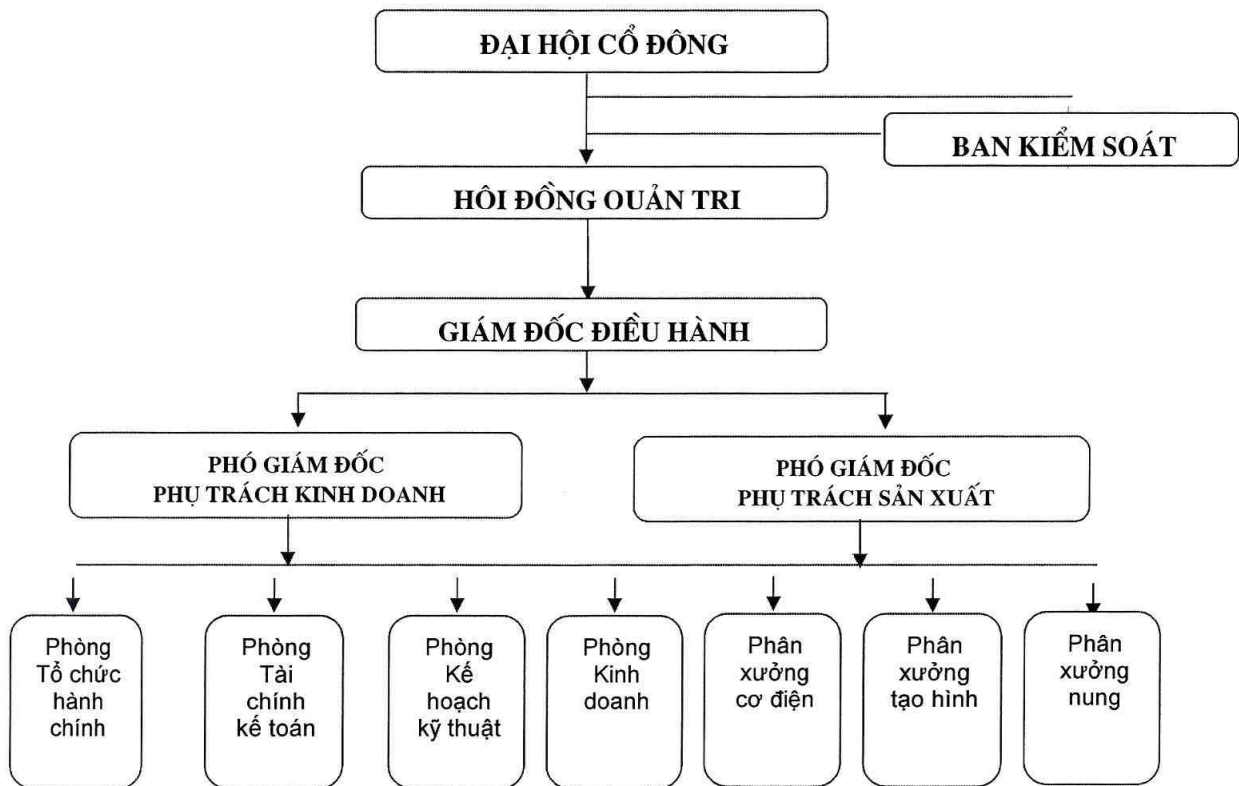 ĐẠI HỘI CỔ ĐÔNG
BAN KIỂM SOÁT
HÔI ĐỒNG OUẢN TRI
GIÁM ĐỐC ĐIỀU HÀNH
PHÓ GIÁM ĐỐC
PHỤ TRÁCH KINH DOANH
PHÓ GIÁM ĐỐC
PHỤ TRÁCH SẢN XUẤT
Phòng
Tổ chức
hành
chính
Phòng
Tài
chính
kế toán
Phòng
Kế
hoạch
kỹ thuật
Phòng
Kinh
doanh
Phân
xưởng
cơ điện
Phân
xưởng
tạo hình
Phân
xưởng
nung